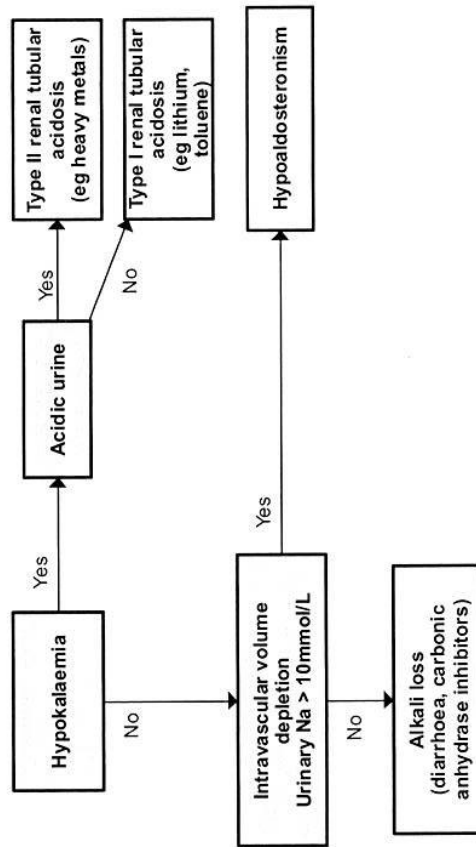 Hypokalaemia
Yes
Acidic urine
Yes
Type II renal tubular
acidosis
(eg heavy metals)
No
Type I renal tubular
acidosis
(eg lithium,
toluene)
No
Intravascular volume
depletion
Urinary Na > 10mmol/L
Yes
Hypoaldosteronism
No
Alkali loss
(diarrhoea, carbonic
anhydrase inhibitors)